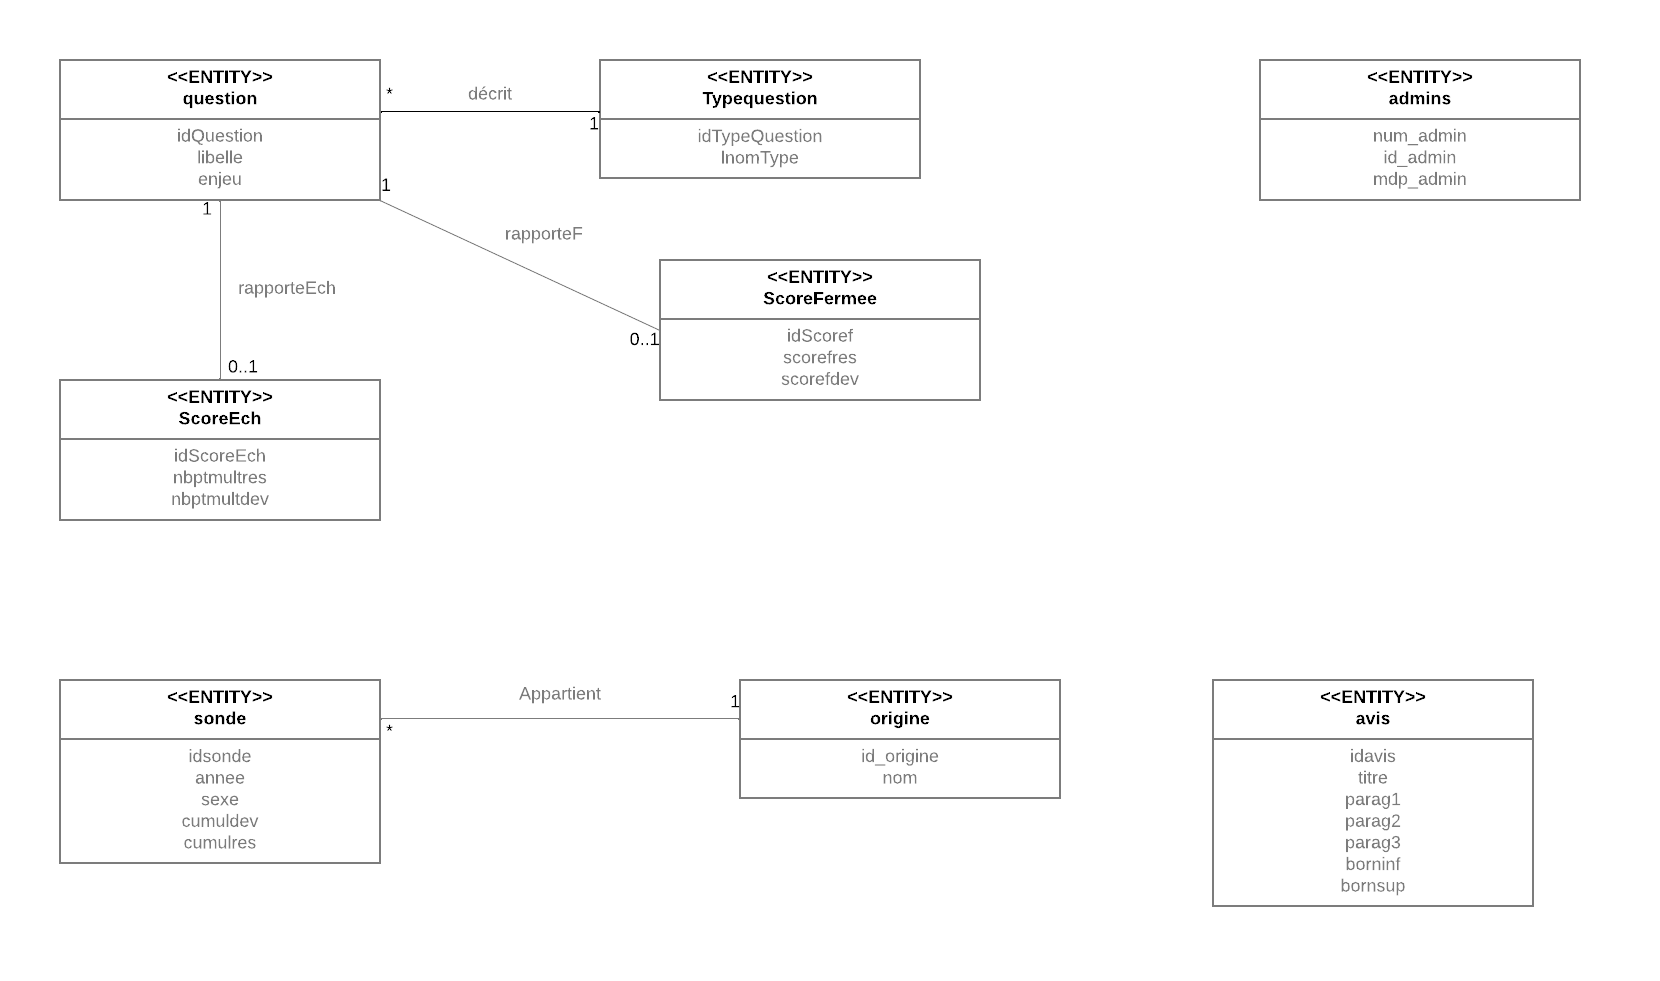 <<ENTITY>>
question
idQuestion
libelle
enjeu
*
décrit
1
<<ENTITY>>
Typequestion
idTypeQuestion
lnomType
<<ENTITY>>
admins
num_admin
id_admin
mdp_admin
1
rapporteF
0..1
<<ENTITY>>
ScoreFermee
idScoref
scorefres
scorefdev
1
rapporteEch
0..1
<<ENTITY>>
ScoreEch
idScoreEch
nbptmultres
nbptmultdev
<<ENTITY>>
sonde
idsonde
annee
sexe
cumuldev
cumulres
*
Appartient
1
<<ENTITY>>
origine
id_origine
nom
<<ENTITY>>
avis
idavis
titre
parag1
parag2
parag3
borninf
bornsup